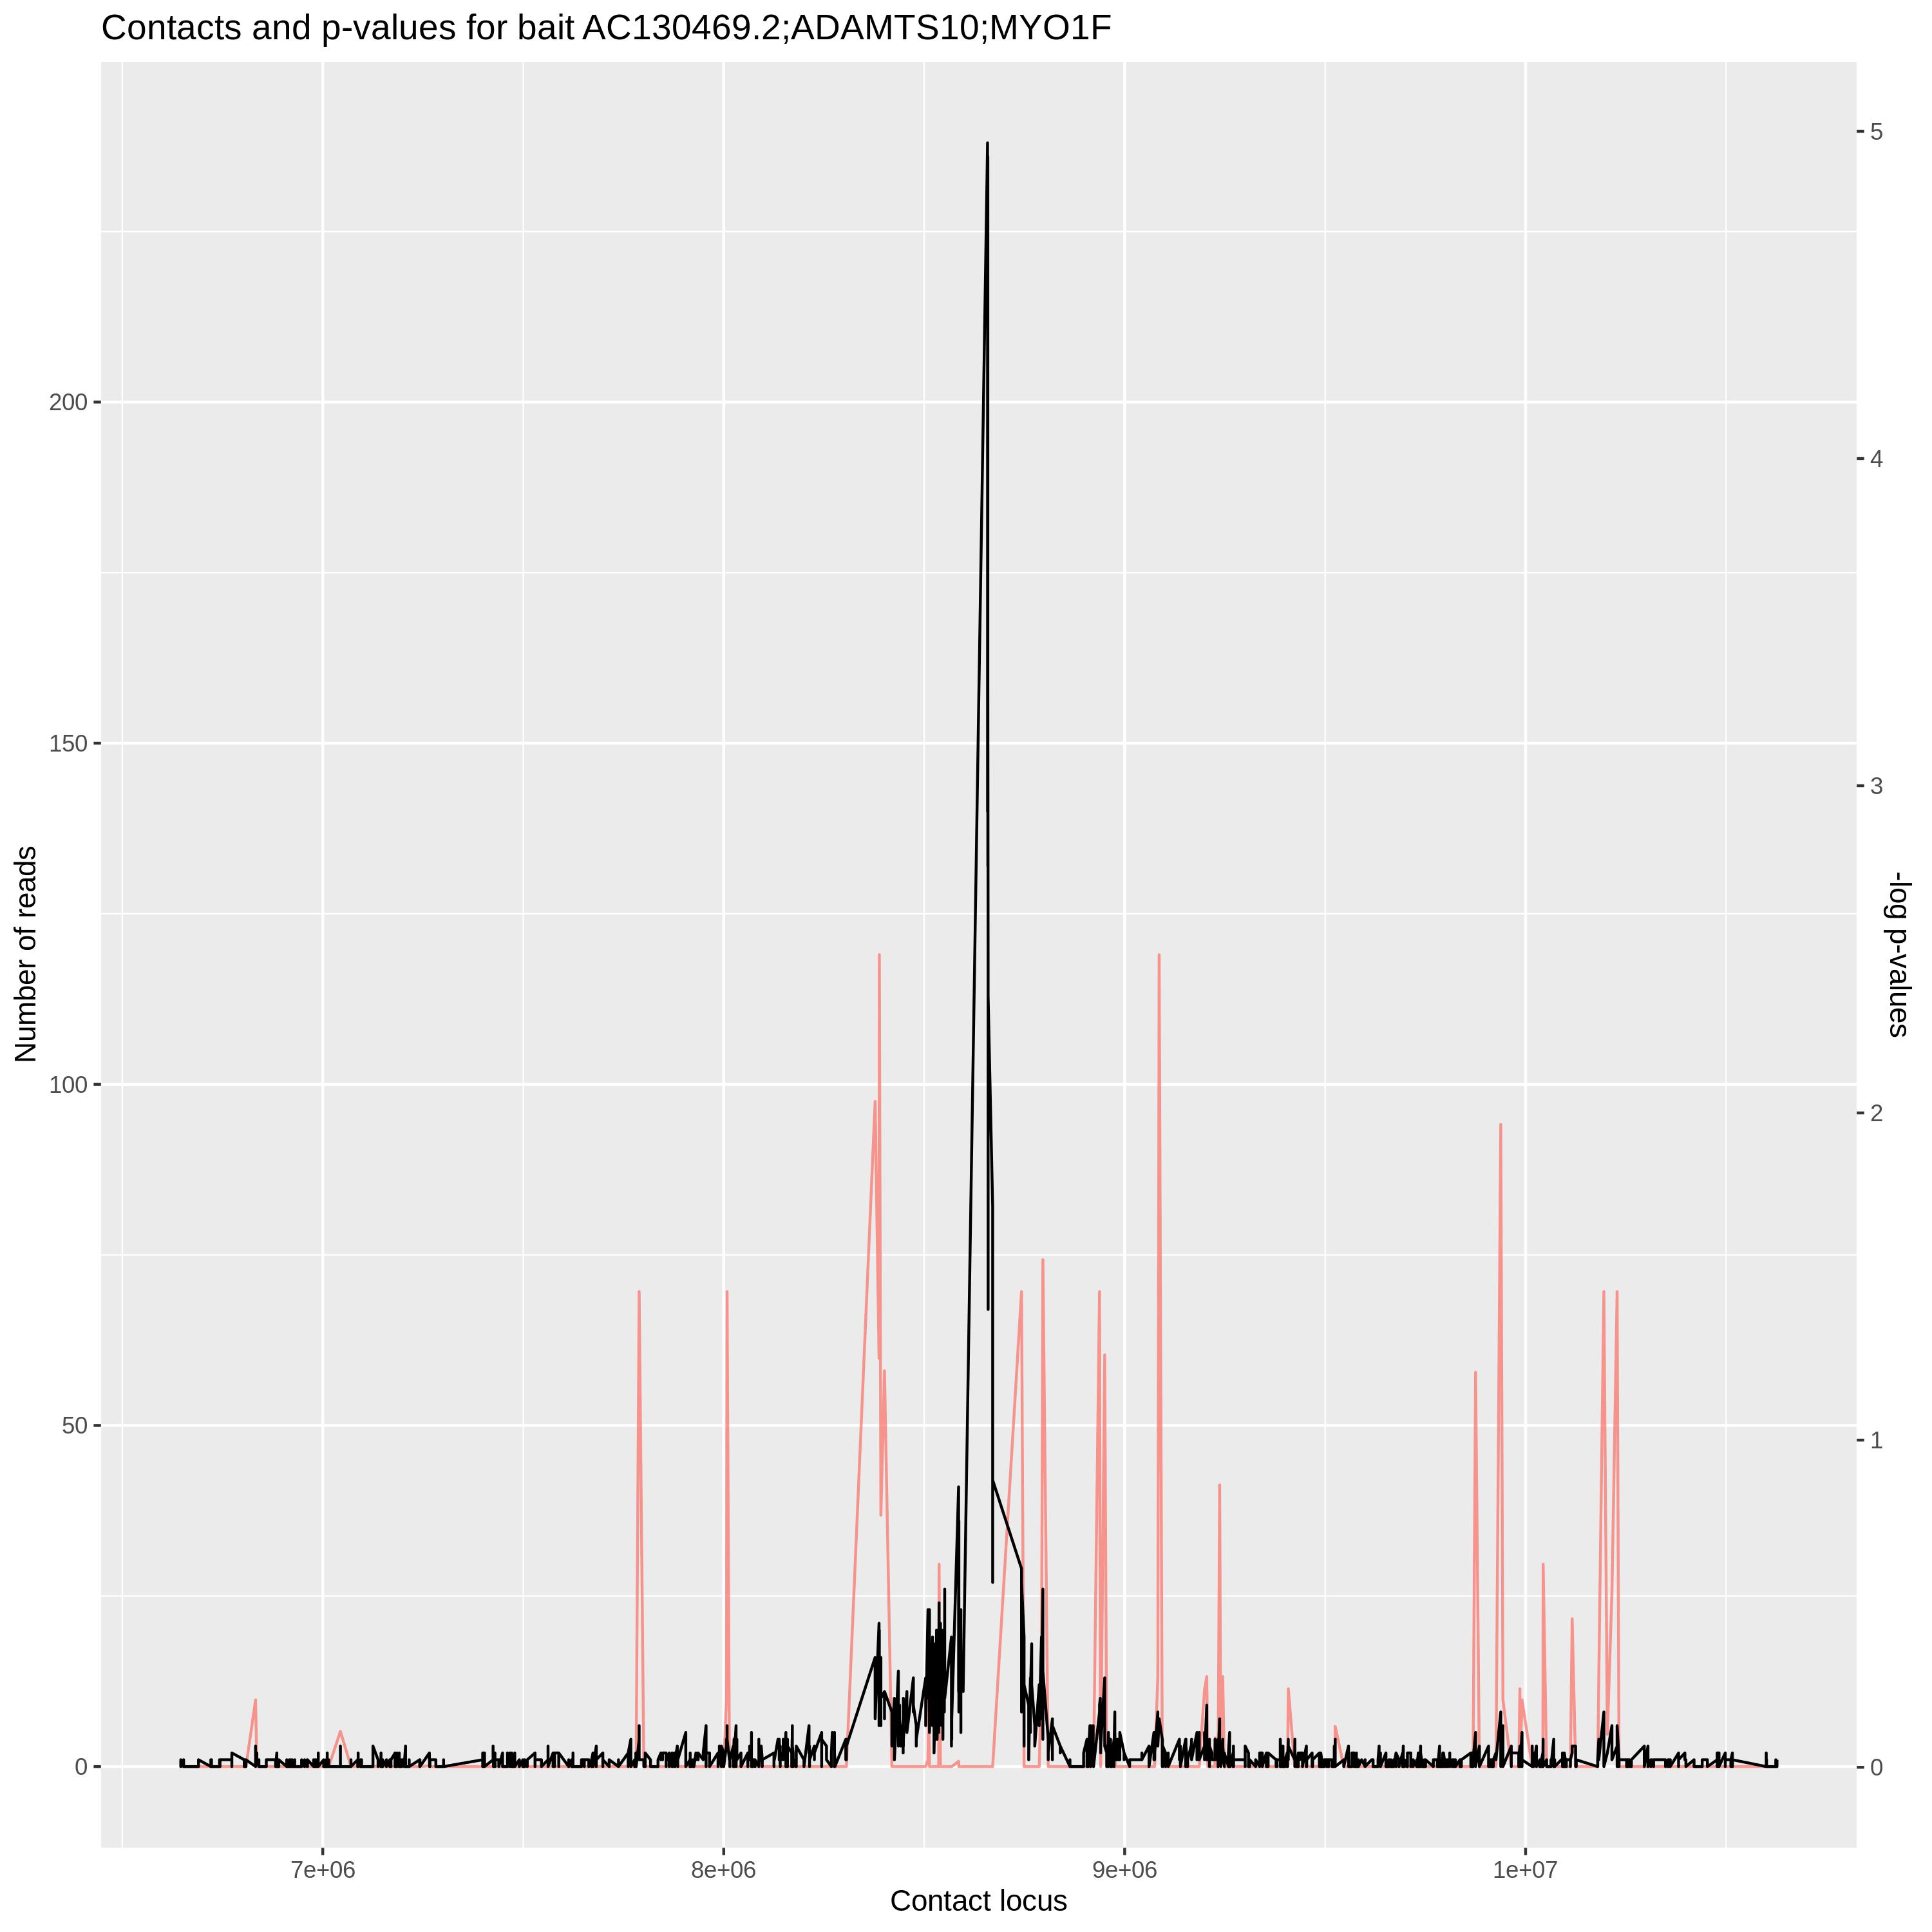 Contacts and p-values for bait AC130469.2;ADAMTS10;MYO1F
Number of reads
200
150
100
50
0
5
4
3
2
1
0
-log p-values
7e+06
8e+06
9e+06
1e+07
Contact locus